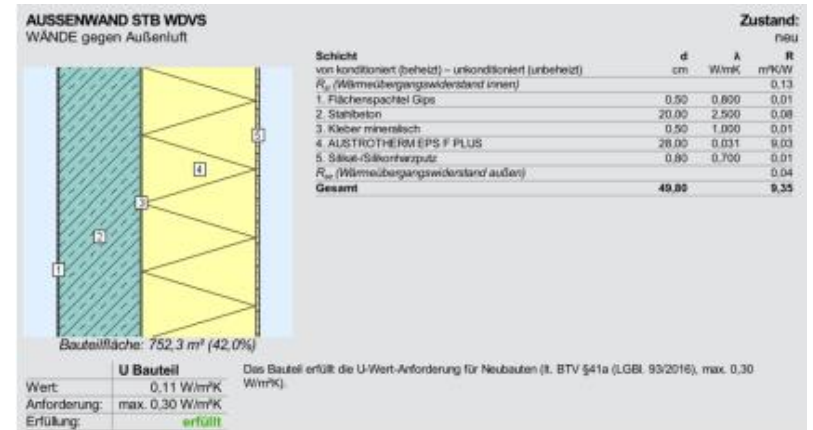 AUSSENWAND STB WDVS
Zustand:
WÄNDE gegen Außenluft
neu
Schicht d λ R
von konditioniert (beheizt) – unkonditioniert (unbeheizt) cm W/mK m²K/W
Rsi (Wärmeübergangswiderstand innen) 0,13
1. Flächenspachtel Gips 0,50 0,800 0,01
2. Stahlbeton 20,00 2,500 0,08
3. Kleber mineralisch 0,50 1,000 0,01
4. AUSTROTHERM EPS F PLUS 28,00 0,031 9,03
5. Silikat-/Silikonharzputz 0,80 0,700 0,01
Rse (Wärmeübergangswiderstand außen) 0,04
Gesamt 49,80 9,35
5
4
3
2
1
Bauteilfläche: 752,3 m² (42,0%)
U Bauteil
Wert: 0,11 W/m²K
Anforderung: max. 0,30 W/m²K
Erfüllung: erfüllt
Das Bauteil erfüllt die U-Wert-Anforderung für Neubauten (lt. BTV §41a (LGBl. 93/2016), max. 0,30
W/m²K).